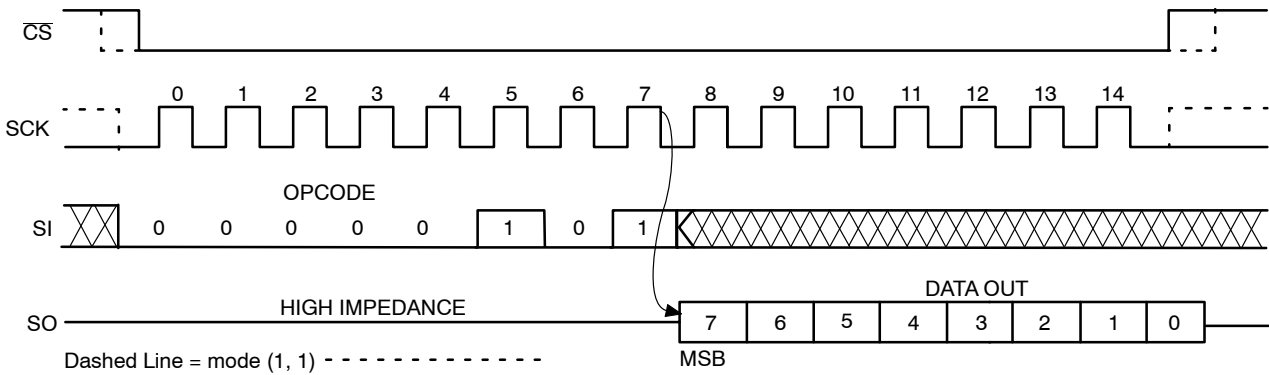 CS
0 1 2 3 4 5 6 7 8 9 10 11 12 13 14
SCK
OPCODE
SI 0 0 0 0 0 1 0 1
DATA OUT
HIGH IMPEDANCE
SO 7 6 5 4 3 2 1 0
Dashed Line = mode (1, 1) MSB